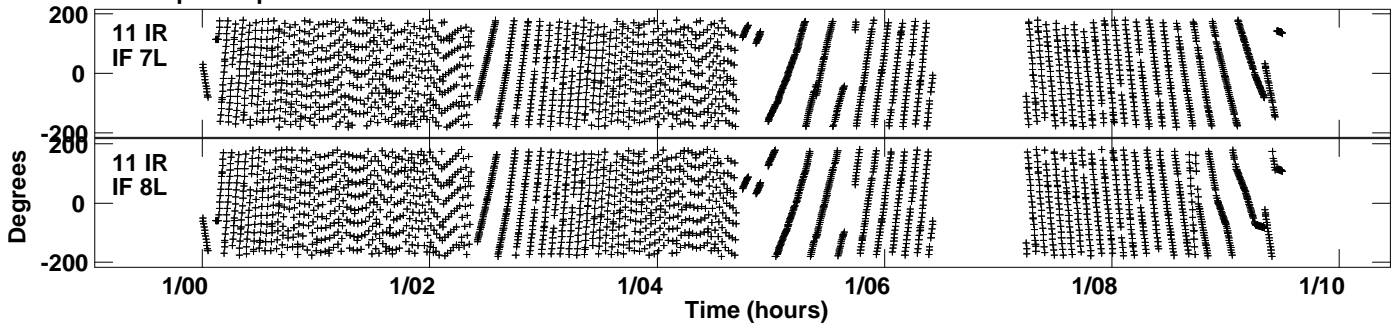 200
11 IR
IF 7L
0
-200
200
11 IR
IF 8L
0
-200
Degrees
1/00 1/02 1/04 1/06 1/08 1/10
Time (hours)